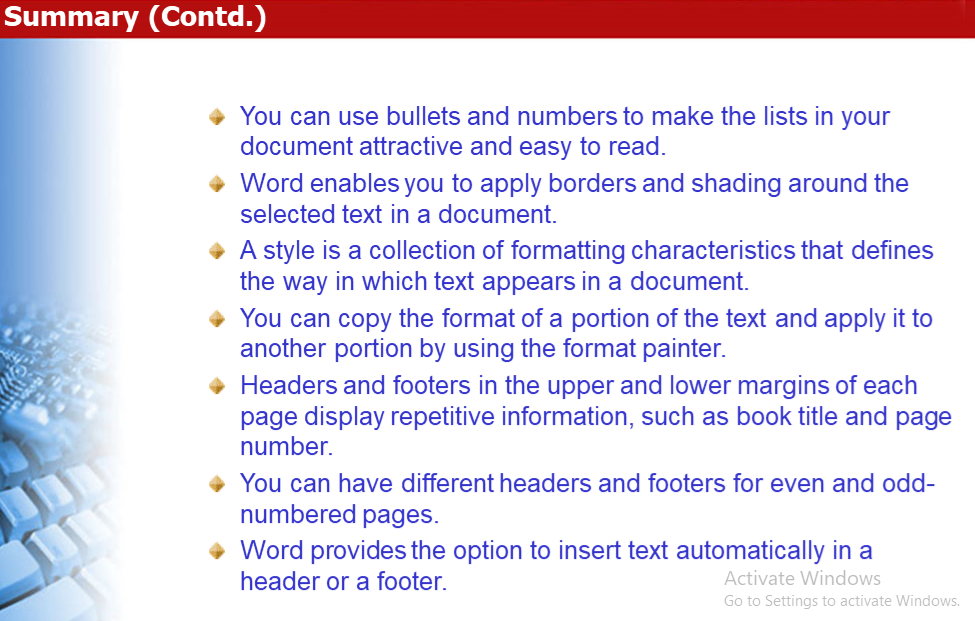 Summary (Contd.)
You can use bullets and numbers to make the lists in your
document attractive and easy to read.
Word enables you to apply borders and shading around the
selected text in a document.
A style is a collection of formatting characteristics that defines
the way in which text appears in a document.
You can copy the format of a portion of the text and apply it to
another portion by using the format painter.
Headers and footers in the upper and lower margins of each
page display repetitive information, such as book title and page
number.
You can have different headers and footers for even and odd-
numbered pages.
Word provides the option to insert text automatically in a
header or a footer.
Activate Windows
Go to Settings to activate Windows.